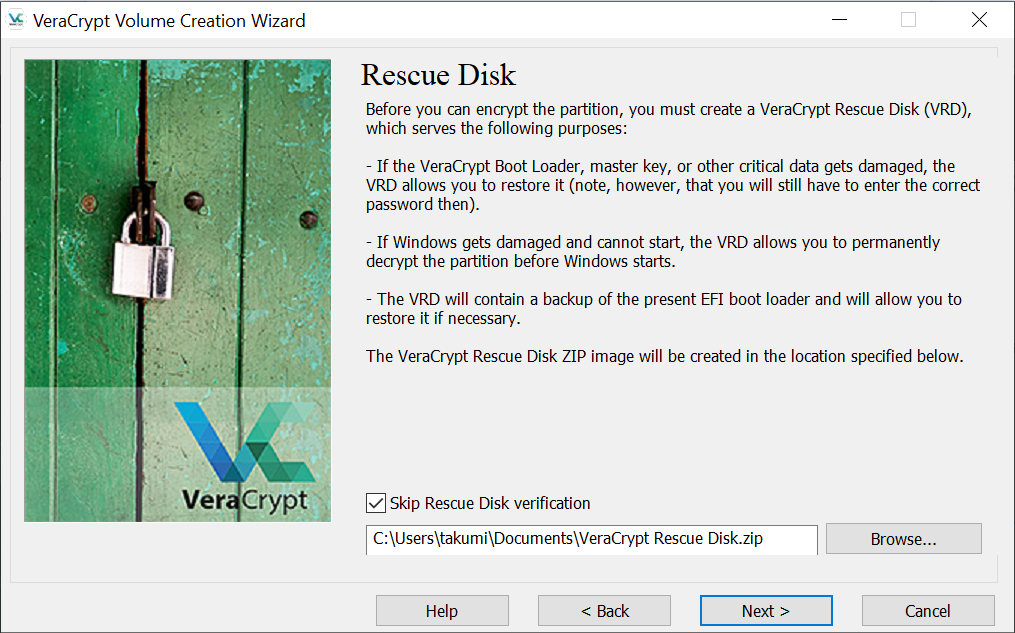 VeraCrypt Volume Creation Wizard
Rescue Disk
Before you can encrypt the partition, you must create a VeraCrypt Rescue Disk (VRD),
which serves the following purposes:
- If the VeraCrypt Boot Loader, master key, or other critical data gets damaged, the
VRD allows you to restore it (note, however, that you will still have to enter the correct
password then).
- If Windows gets damaged and cannot start, the VRD allows you to permanently
decrypt the partition before Windows starts.
- The VRD will contain a backup of the present EFI boot loader and will allow you to
restore it if necessary.
The VeraCrypt Rescue Disk ZIP image will be created in the location specified below.
VeraCrypt
Skip Rescue Disk verification
C:\Users\takumi\Documents\VeraCrypt Rescue Disk.zip
Browse...
Help
< Back
Next >
Cancel